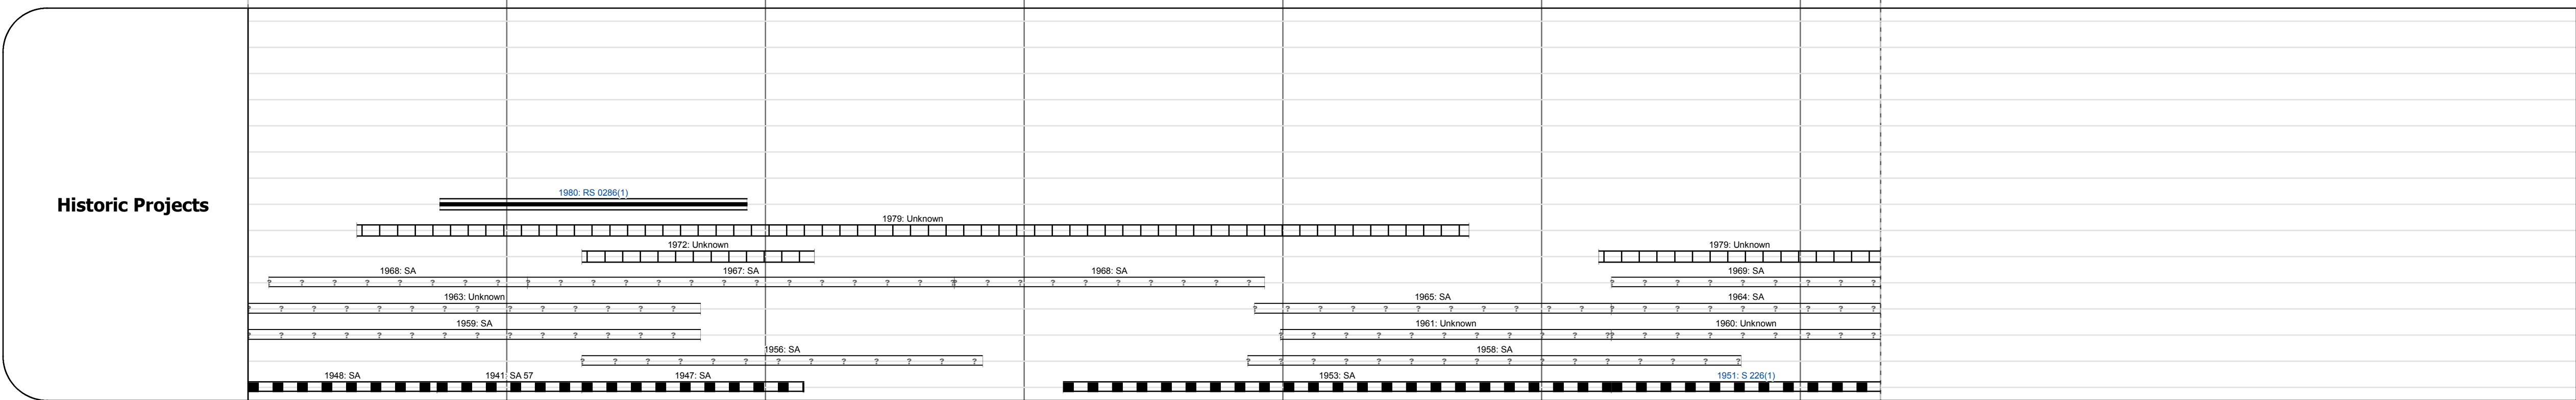 1980: RS 0286(1)
Historic Projects
1979: Unknown
1972: Unknown 1979: Unknown
1968: SA 1967: SA 1968: SA 1969: SA
? ? ? ? ? ? ? ? ? ? ? ? ? ? ? ? ? ? ? ? ? ? ? ? ? ? ? ? ? ? ? ? ? ? ? ? ? ? ? ? ?
1963: Unknown 1965: SA 1964: SA
? ? ? ? ? ? ? ? ? ? ? ? ? ? ? ? ? ? ? ? ? ? ? ? ? ? ? ? ? ? ? ? ? ? ?
1959: SA 1961: Unknown 1960: Unknown
? ? ? ? ? ? ? ? ? ? ? ? ? ? ? ? ? ? ? ? ? ? ? ? ? ? ? ? ? ? ? ? ? ? ?
1956: SA 1958: SA
? ? ? ? ? ? ? ? ? ? ? ? ? ? ? ? ? ? ? ? ? ? ? ? ? ? ? ? ? ?
1948: SA 1941: SA 57 1947: SA 1953: SA 1951: S 226(1)